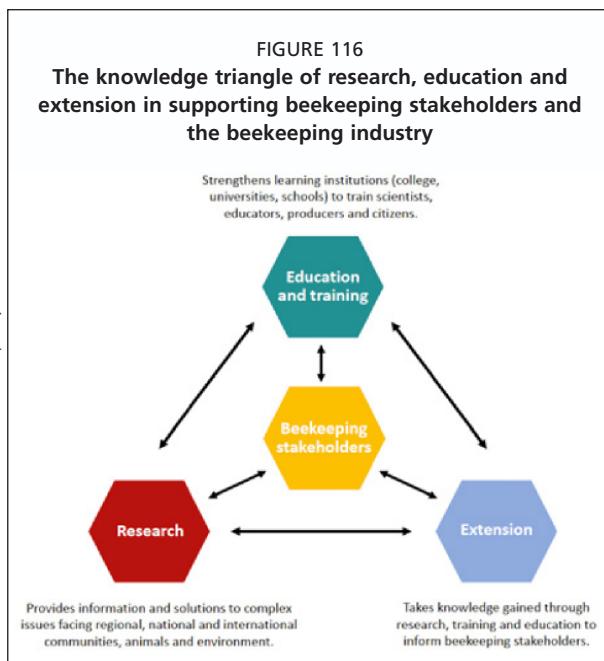 FIGURE 116
The knowledge triangle of research, education and
extension in supporting beekeeping stakeholders and
the beekeeping industry
Strengthens learning institutions (college,
universities, schools) to train scientists,
educators, producers and citizens.
Education
and training
Beekeeping
stakeholders
Research
Extension
Provides information and solutions to complex
issues facing regional, national and international
communities, animals and environment.
Takes knowledge gained through
research, training and education to
inform beekeeping stakeholders.